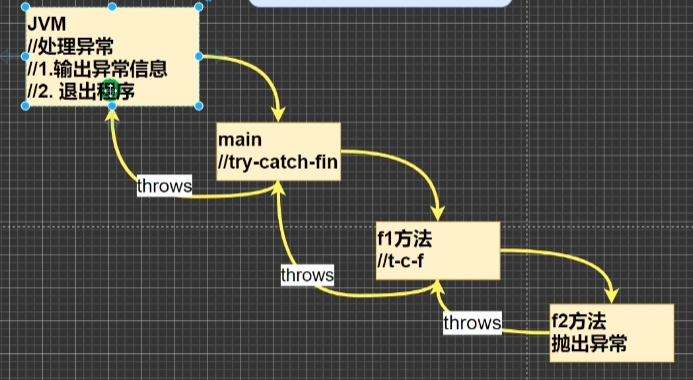 JVM
//处理异常
//1.输出异常信息
//2. 退出程序
main
//try-catch-fin
throws
f1方法
//t-c-f
throws
f2方法
抛出异常
throws